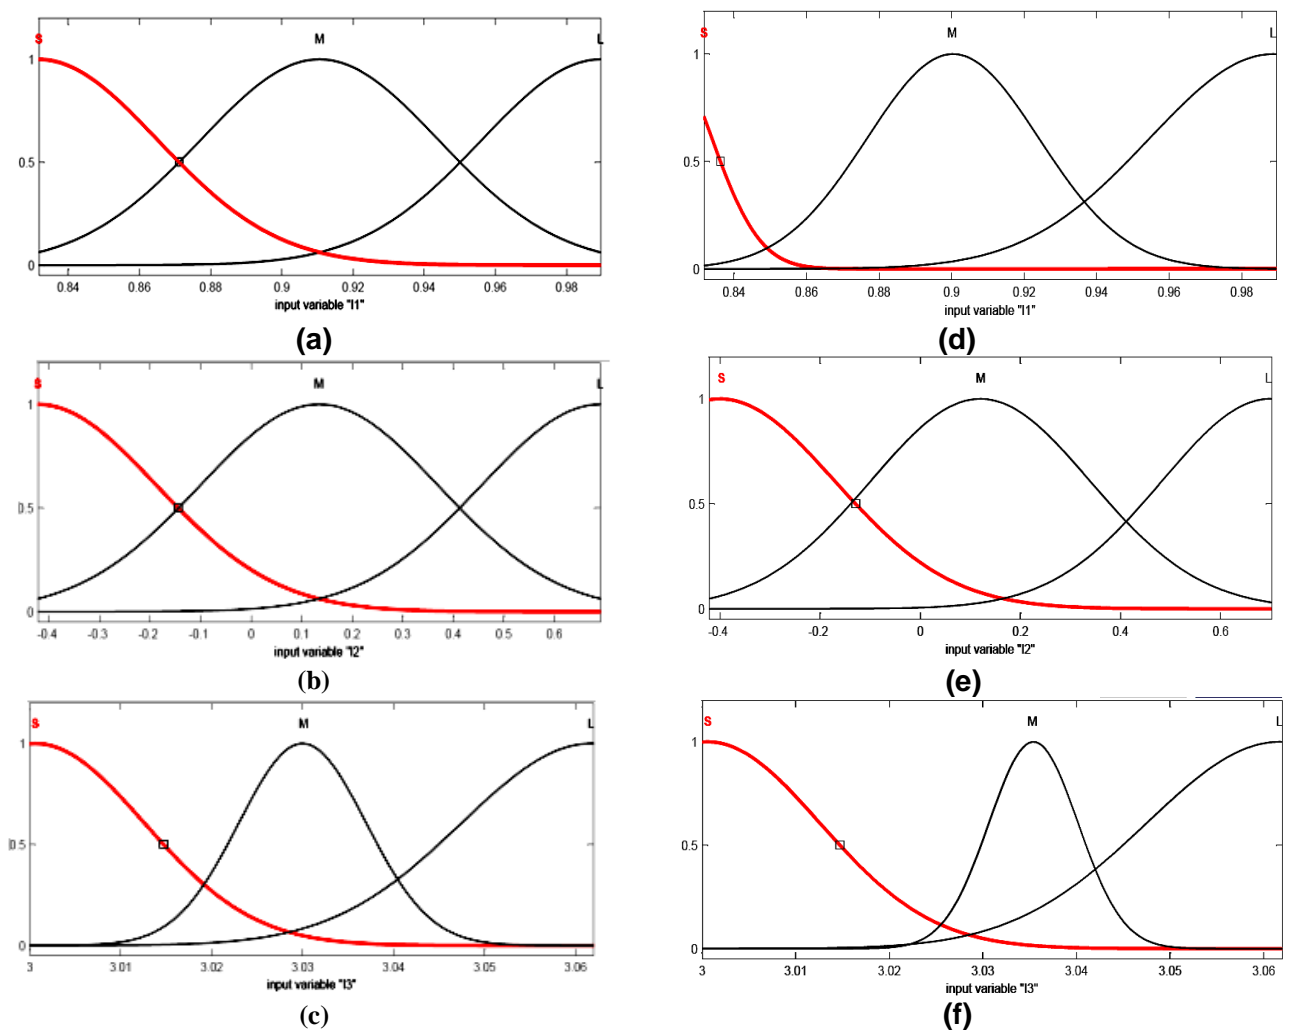 S M L
1
0.5
0
0.84 0.86 0.88 0.9 0.92 0.94 0.96 0.98
input variable "I1"
(a)
S M L
1
0.5
0
0.84 0.86 0.88 0.9 0.92 0.94 0.96 0.98
input variable "I1"
(d)
S M L
1
0.5
0
-0.4 -0.3 -0.2 -0.1 0 0.1 0.2 0.3 0.4 0.5 0.6
input variable "I2"
(b)
S M L
1
0.5
0
-0.4 -0.2 0 0.2 0.4 0.6
input variable "I2"
(e)
S M L
1
0.5
0
3 3.01 3.02 3.03 3.04 3.05 3.06
input variable "I3"
(c)
S M L
1
0.5
0
3 3.01 3.02 3.03 3.04 3.05 3.06
input variable "I3"
(f)